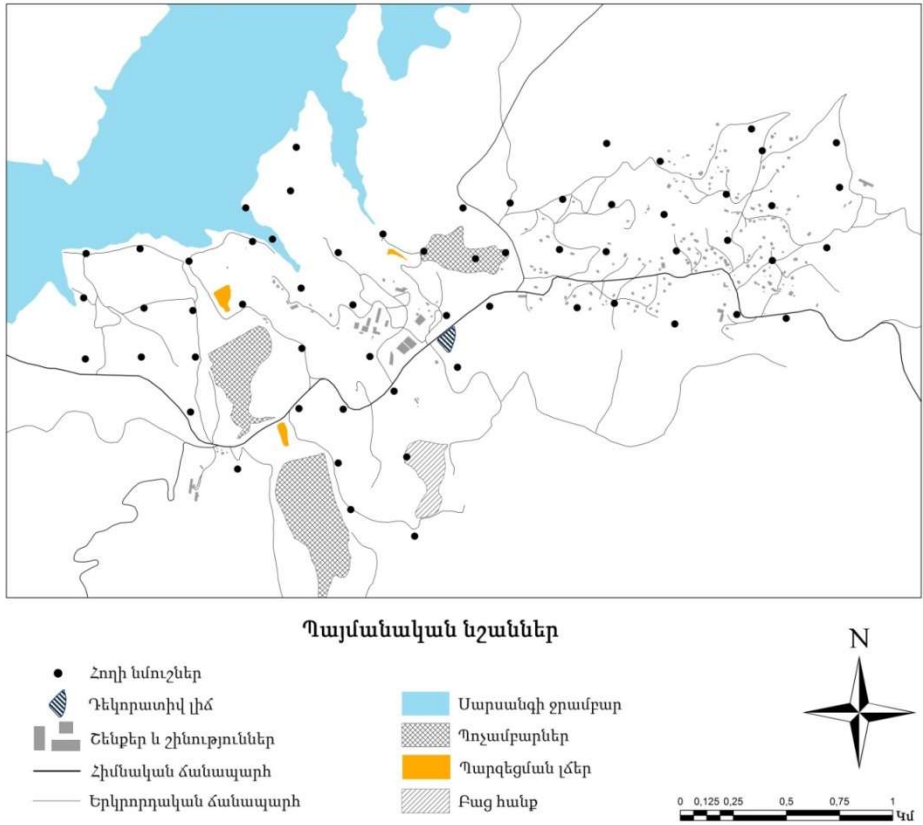 Պայմանական նշաններ
Հողի նմուշներ
Դեկորատիվ լիճ
Շենքեր և շինություններ
Հիմնական ճանապարհ
Երկրորդական ճանապարհ
Սարսանգի ջրամբար
Պոչամբարներ
Պարզեցման լճեր
Բաց հանք
N
0 0,125 0,25 0,5 0,75 1
Կմ